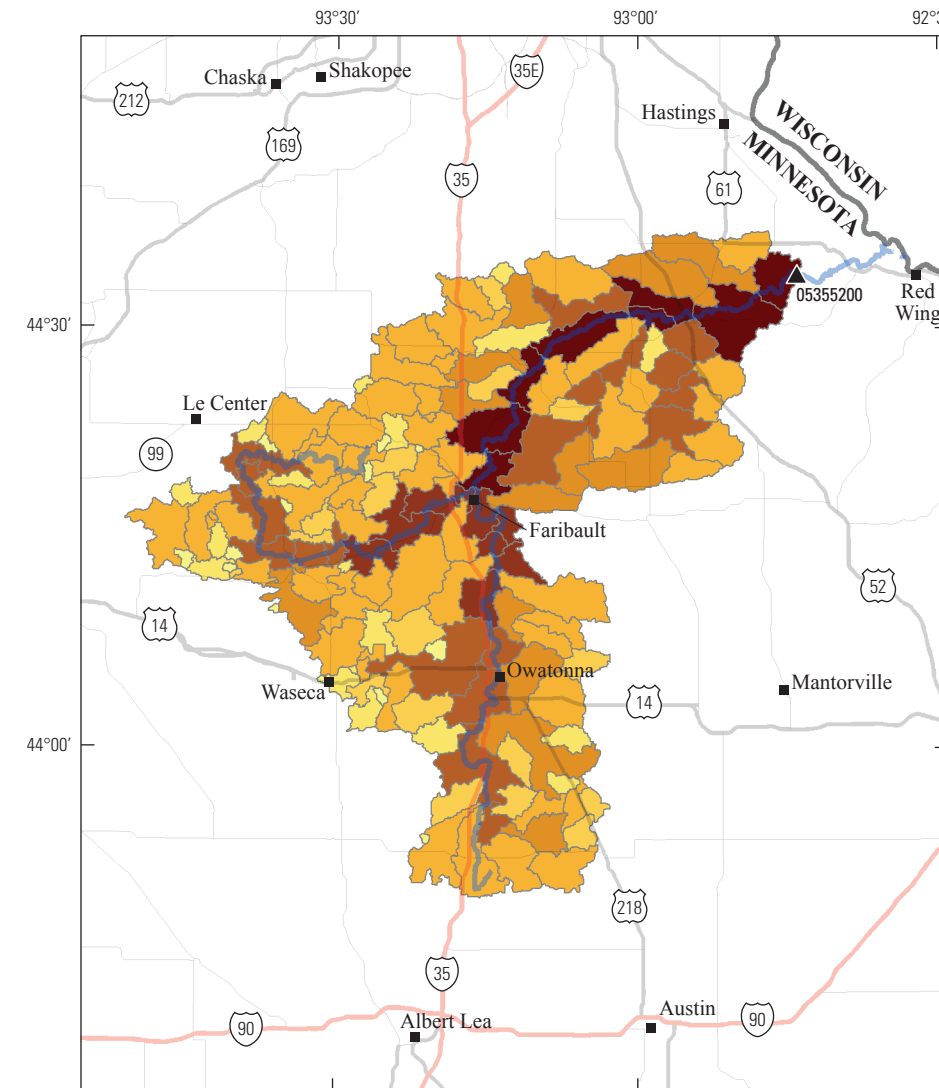 93°30'
93°00'
92°3
Chaska
Shakopee
35E
212
Hastings
169
WISCONSIN
MINNESOTA
35
61
05355200
Red
Wing
44°30'
Le Center
99
Faribault
52
14
Owatonna
Waseca
Mantorville
14
44°00'
218
35
Austin
90
90
Albert Lea